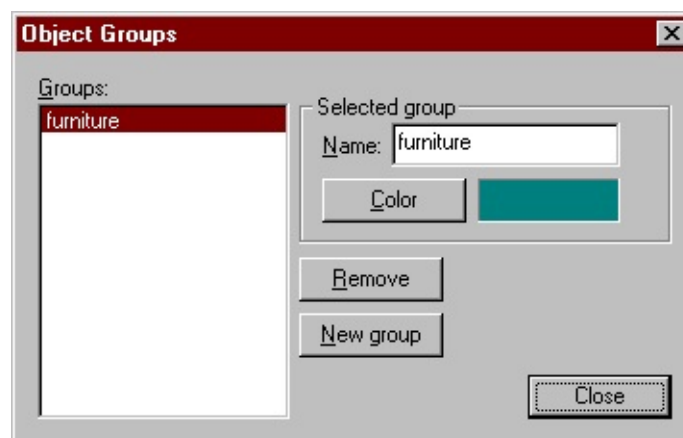 Object Groups
Groups:
furniture
Selected group
Name: furniture
Color
Remove
New group
Close